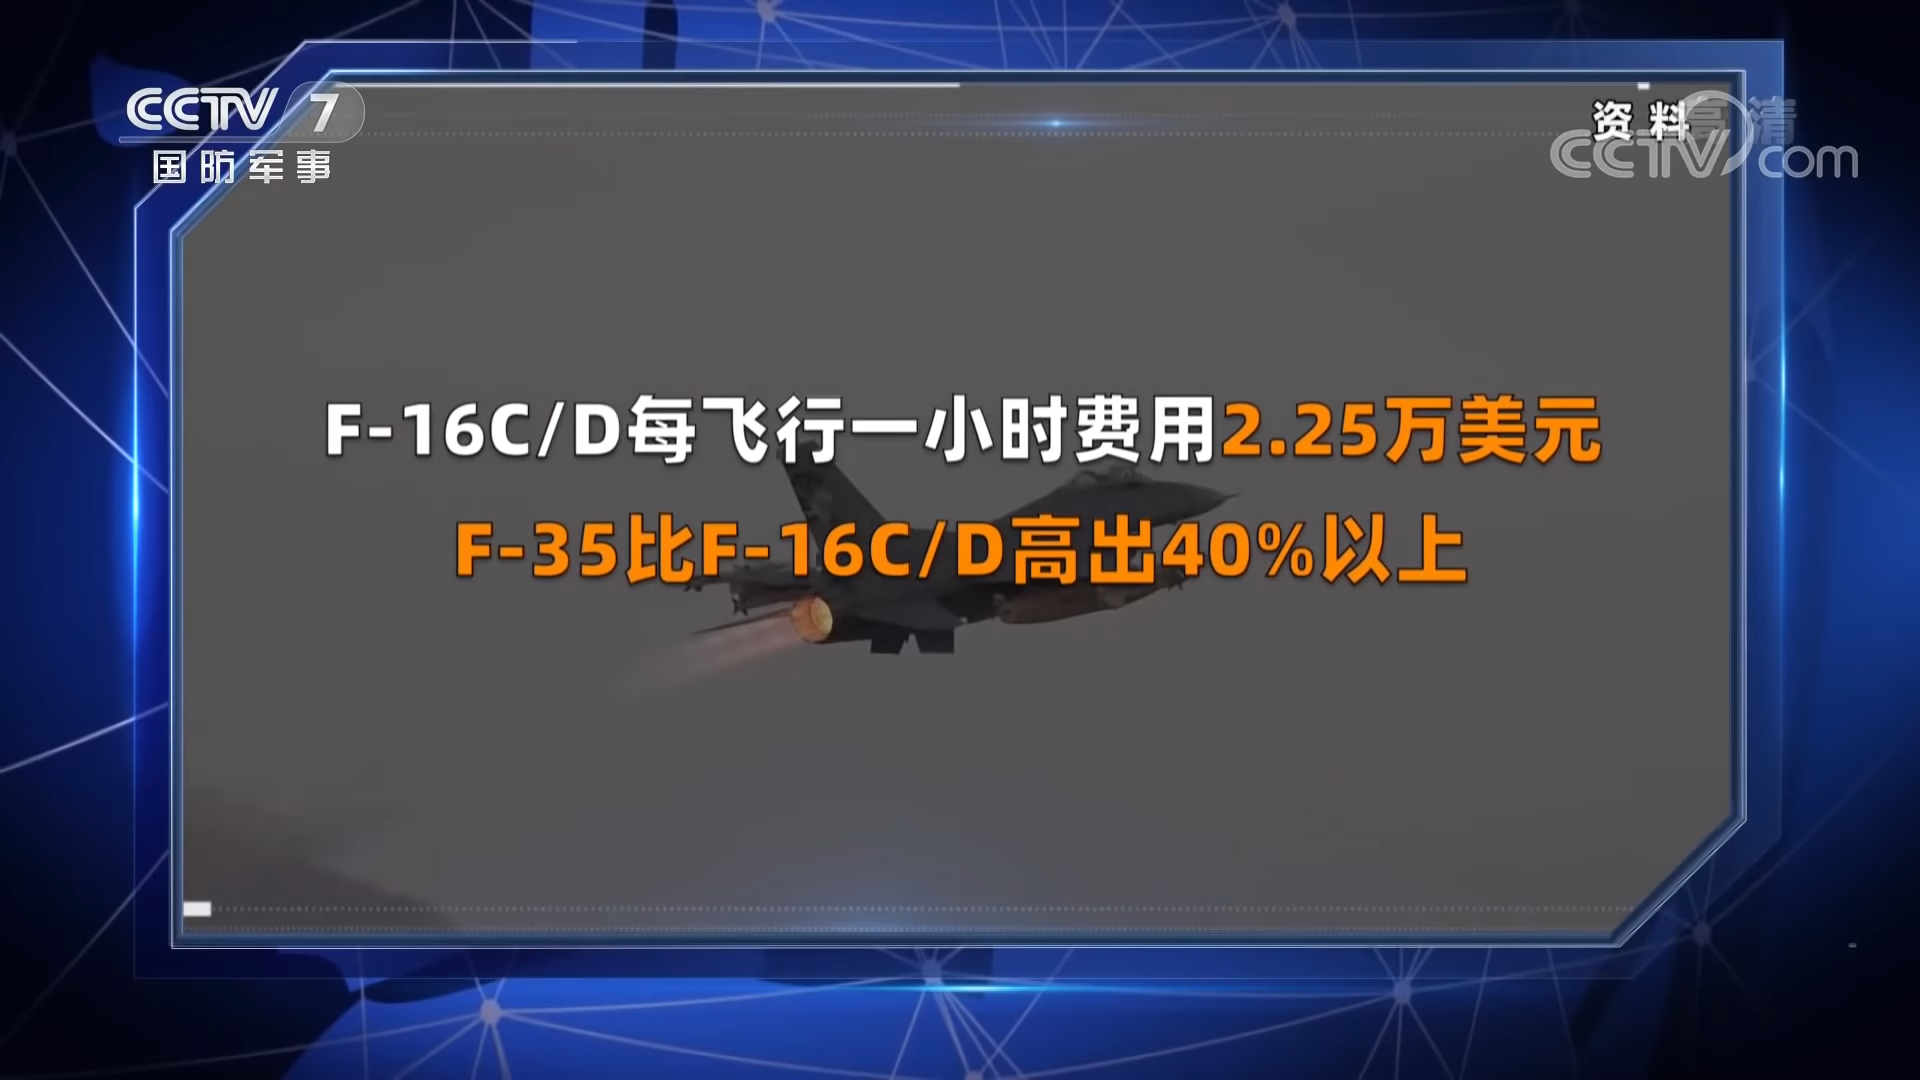 CCTV 7
国防军事
资料
高清
CCTV.com
F-16C/D每飞行一小时费用2.25万美元
F-35比F-16C/D高出40%以上